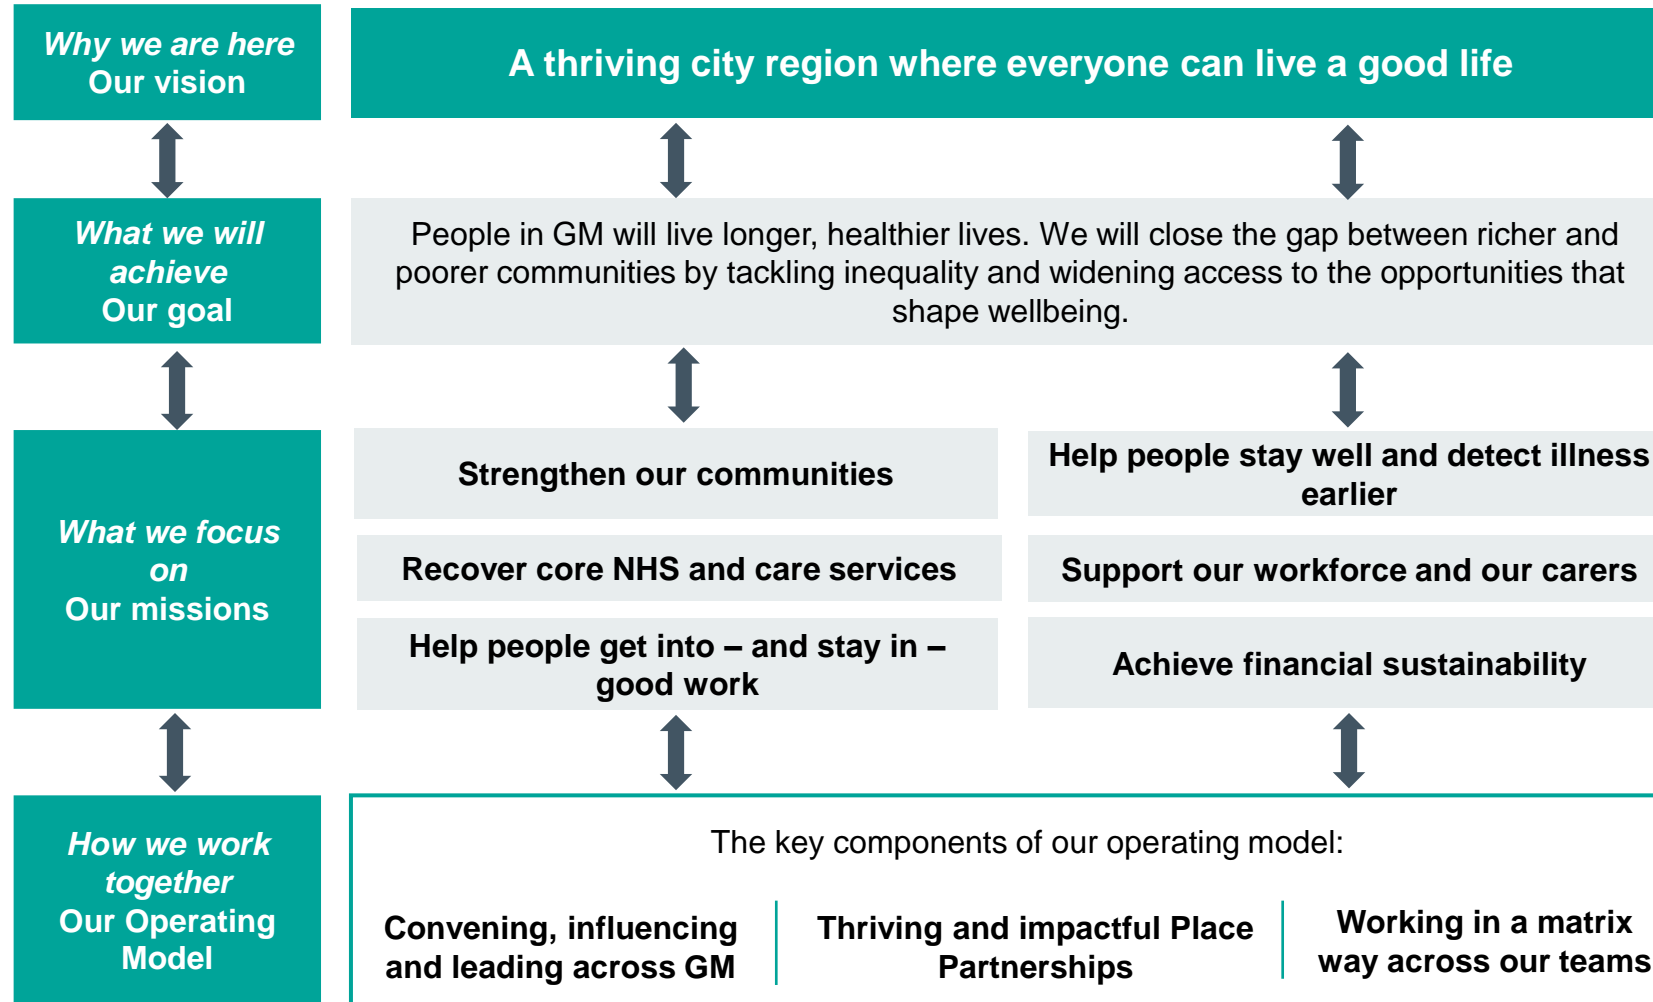 Why we are here
Our vision
A thriving city region where everyone can live a good life
What we will
achieve
Our goal
People in GM will live longer, healthier lives. We will close the gap between richer and
poorer communities by tackling inequality and widening access to the opportunities that
shape wellbeing.
What we focus
on
Our missions
Strengthen our communities
Help people stay well and detect illness
earlier
Recover core NHS and care services
Support our workforce and our carers
Help people get into – and stay in –
good work
Achieve financial sustainability
How we work
together
Our Operating
Model
The key components of our operating model:
Convening, influencing
and leading across GM
Thriving and impactful Place
Partnerships
Working in a matrix
way across our teams